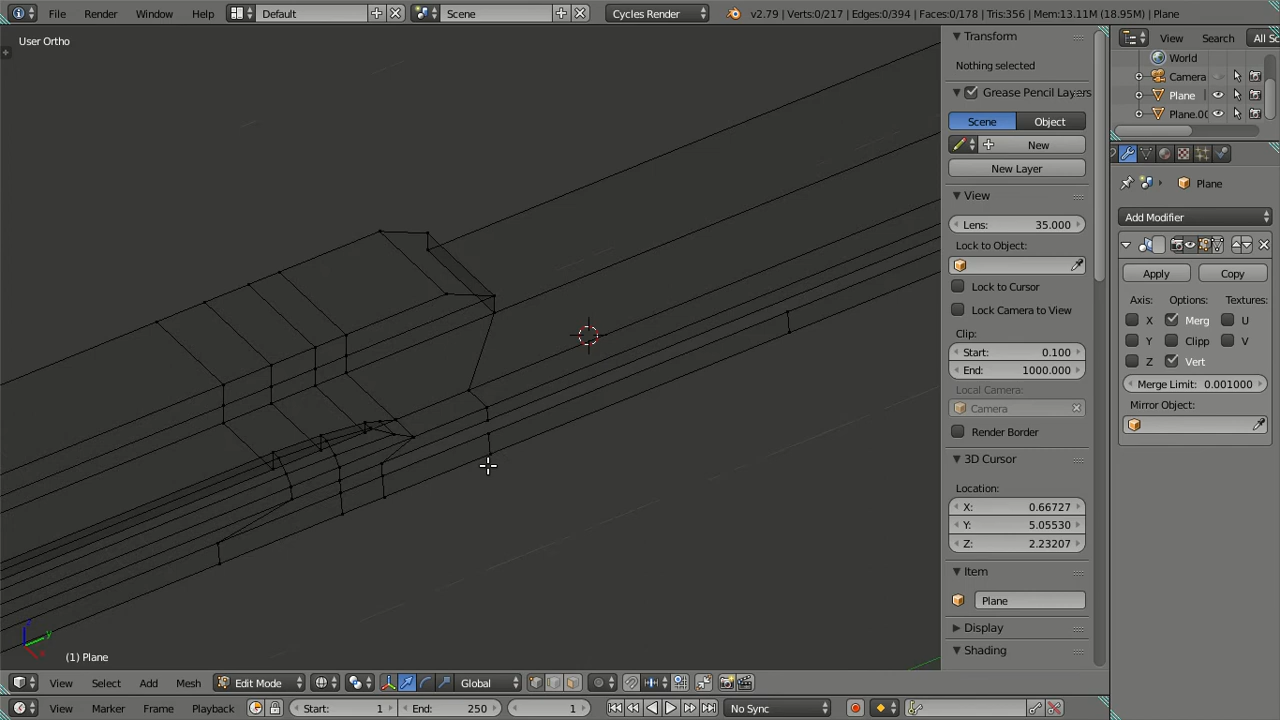 File Render Window Help Default Scene Cycles Render v2.79 | Verts:0/217 | Edges:0/394 | Faces:0/178 | Tris:356 | Mem:13.11M (18.95M) | Plane
User Ortho
Transform
Nothing selected
Grease Pencil Layers
Scene Object
New
New Layer
View
Lens: 35.000
Lock to Object:
Lock to Cursor
Lock Camera to View
Clip:
Start: 0.100
End: 1000.000
Local Camera:
Camera
Render Border
3D Cursor
Location:
X: 0.66727
Y: 5.05530
Z: 2.23207
Item
Plane
Display
Shading
View Search All Sc
World
Camera
Plane
Plane.00
Plane
Add Modifier
Apply Copy
Axis: Options: Textures:
X Merg U
Y Clipp V
Z Vert
Merge Limit: 0.001000
Mirror Object:
z y x
(1) Plane
View Select Add Mesh Edit Mode Global
View Marker Frame Playback Start: 1 End: 250 1 No Sync